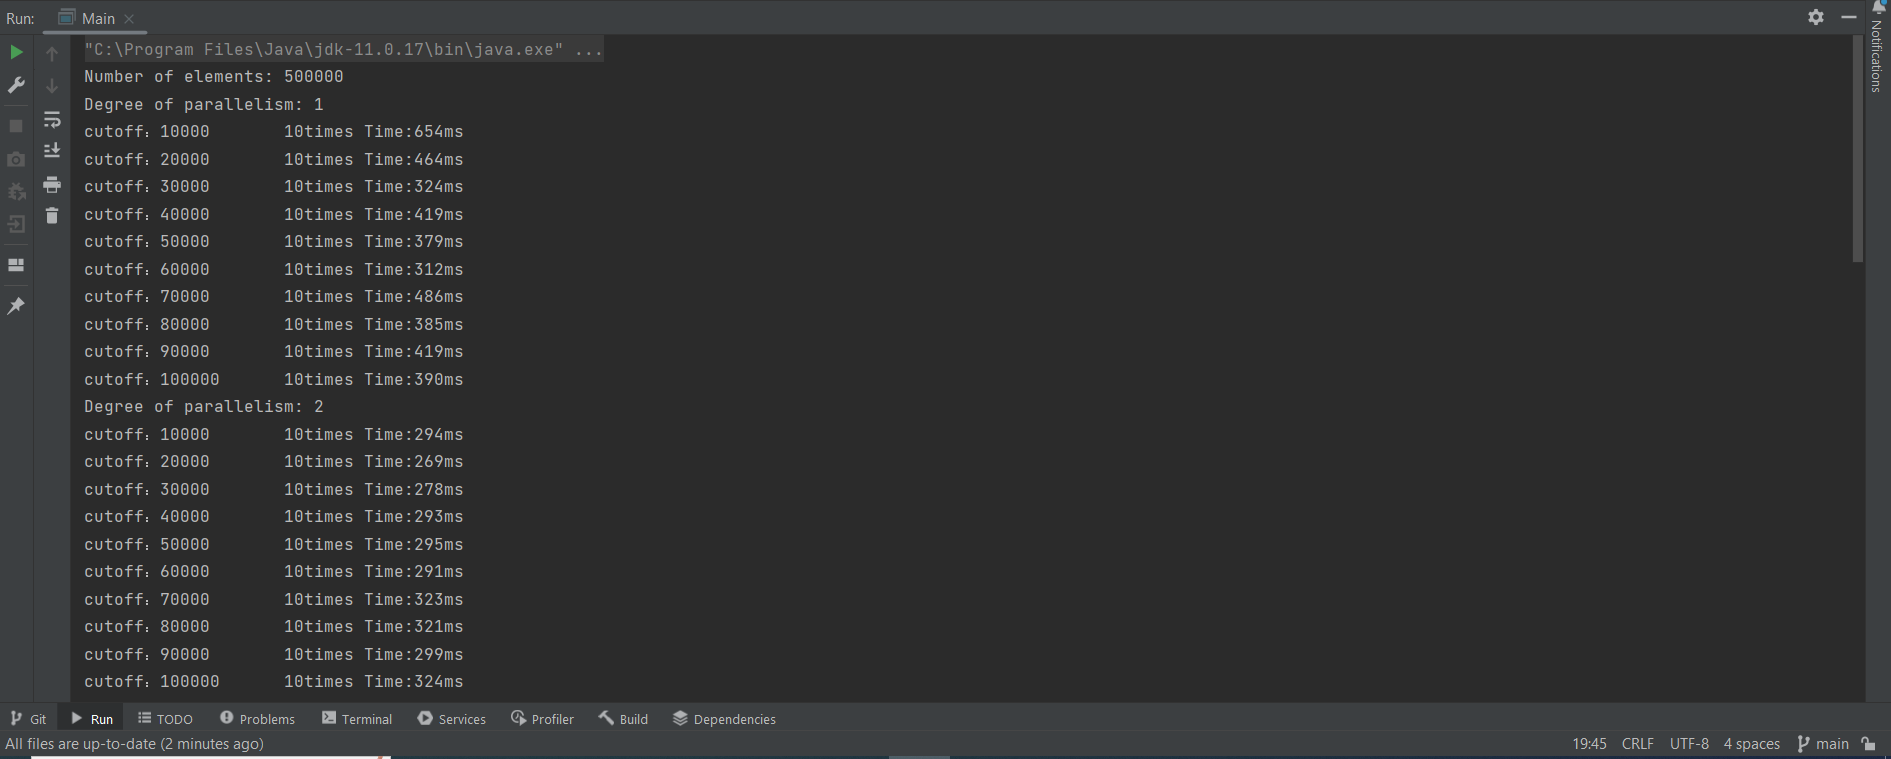 Run: Main
Notifications
"C:\Program Files\Java\jdk-11.0.17\bin\java.exe" ...
Number of elements: 500000
Degree of parallelism: 1
cutoff：10000 10times Time:654ms
cutoff：20000 10times Time:464ms
cutoff：30000 10times Time:324ms
cutoff：40000 10times Time:419ms
cutoff：50000 10times Time:379ms
cutoff：60000 10times Time:312ms
cutoff：70000 10times Time:486ms
cutoff：80000 10times Time:385ms
cutoff：90000 10times Time:419ms
cutoff：100000 10times Time:390ms
Degree of parallelism: 2
cutoff：10000 10times Time:294ms
cutoff：20000 10times Time:269ms
cutoff：30000 10times Time:278ms
cutoff：40000 10times Time:293ms
cutoff：50000 10times Time:295ms
cutoff：60000 10times Time:291ms
cutoff：70000 10times Time:323ms
cutoff：80000 10times Time:321ms
cutoff：90000 10times Time:299ms
cutoff：100000 10times Time:324ms
Git Run TODO Problems Terminal Services Profiler Build Dependencies
All files are up-to-date (2 minutes ago) 19:45 CRLF UTF-8 4 spaces main